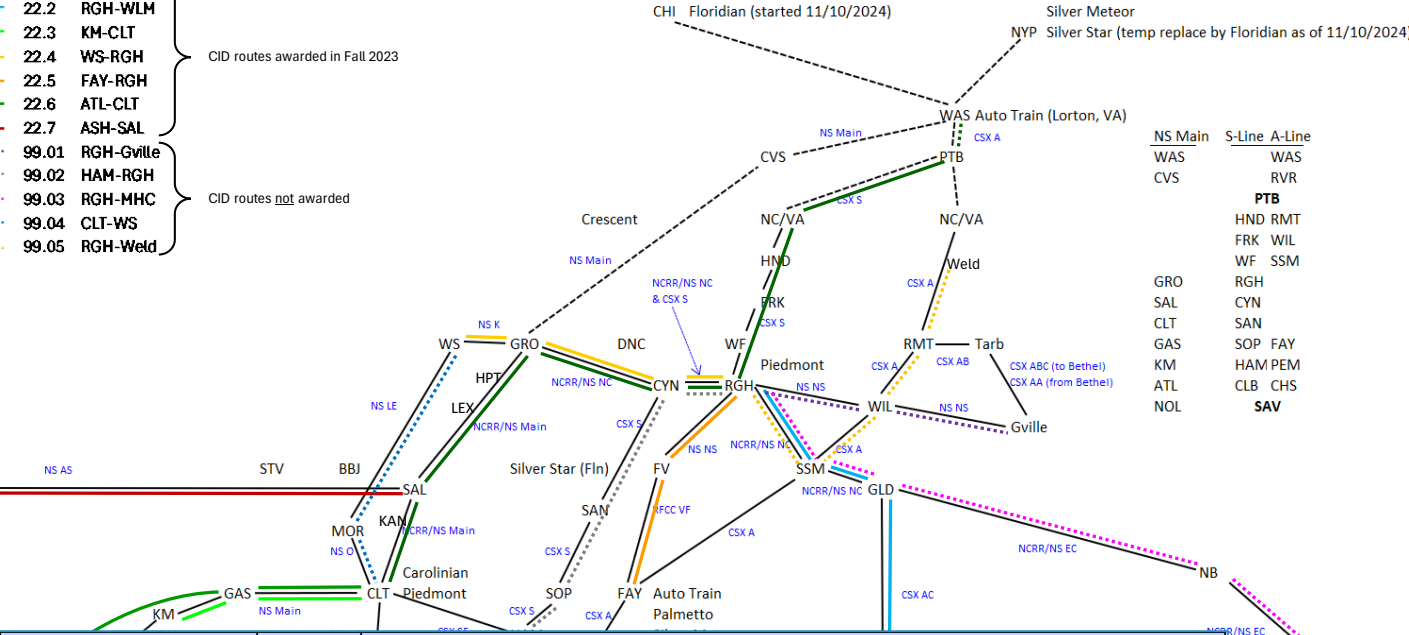 22.2 RGH-WLM
22.3 KM-CLT
22.4 WS-RGH
22.5 FAY-RGH
22.6 ATL-CLT
22.7 ASH-SAL
CID routes awarded in Fall 2023
99.01 RGH-Gville
99.02 HAM-RGH
99.03 RGH-MHC
99.04 CLT-WS
99.05 RGH-Weld
CID routes not awarded
CHI Floridian (started 11/10/2024)
Silver Meteor
NYP Silver Star (temp replace by Floridian as of 11/10/2024)
WAS Auto Train (Lorton, VA)
NS Main
CSX A
CVS
PTB
CSX S
Crescent
NC/VA
NC/VA
NS Main
HND
Weld
NCRR/NS NC
& CSX S
CSX A
FRK
CSX S
NS K
WS
GRO
DNC
WF
RMT
Tarb
Piedmont
CSX A
CSX AB
CSX ABC (to Bethel)
CSX AA (from Bethel)
HPT
NCRR/NS NC
CYN
RGH
NS NS
NS LE
LEX
WIL
NS NS
NCRR/NS Main
CSX S
Gville
NS NS
NCRR/NS NC
CSX A
NS AS
STV
BBJ
Silver Star (Fln)
FV
SSM
SAL
NCRR/NS NC
GLD
SAN
RFCC VF
KAN
MOR
NCRR/NS Main
CSX A
NS O
CSX S
NCRR/NS EC
Carolinian
Piedmont
NB
GAS
CLT
SOP
FAY
Auto Train
Palmetto
CSX AC
KM
NS Main
CSX S
CSX A
NCRR/NS EC
NS Main S-Line A-Line
WAS WAS
CVS RVR
PTB
HND RMT
FRK WIL
WF SSM
GRO RGH
SAL CYN
CLT SAN
GAS SOP FAY
KM HAM PEM
ATL CLB CHS
NOL SAV